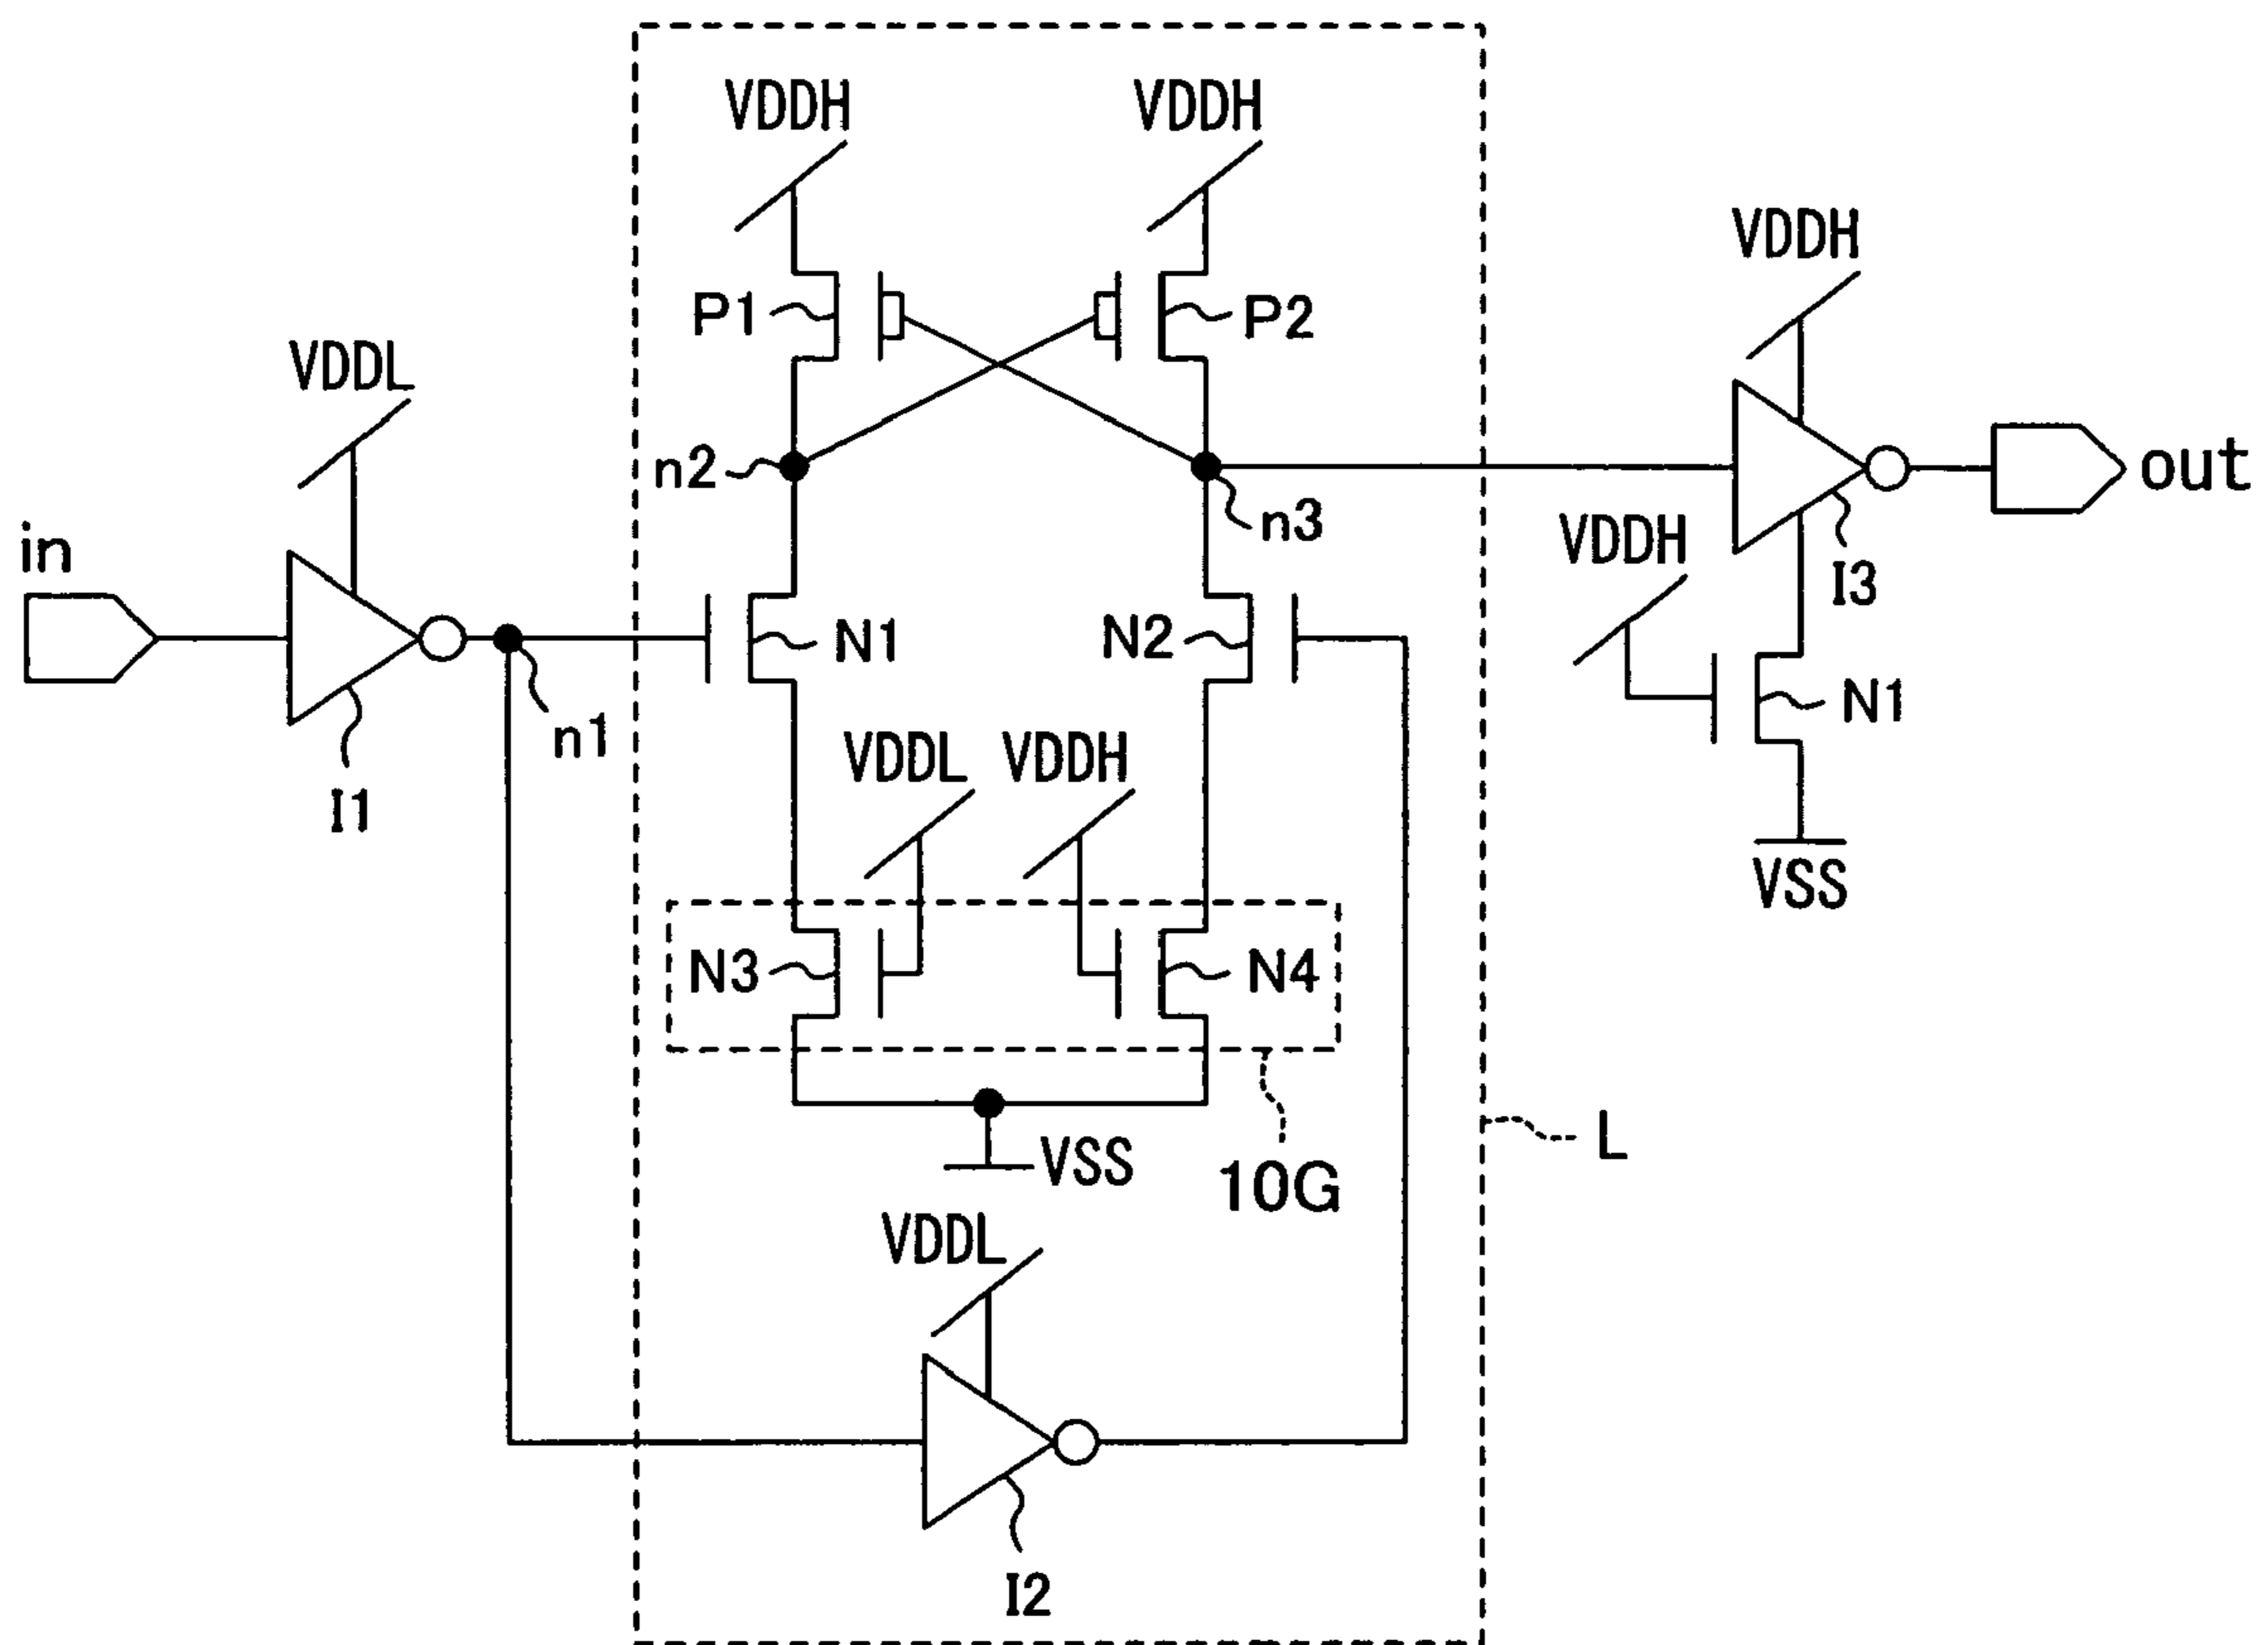 VDDH
VDDH
VDDH
P1
P2
VDDL
n2
n3
out
in
VDDH
I3
N1
N2
N1
n1
VDDL
VDDH
I1
VSS
N3
N4
L
VSS
10G
VDDL
I2